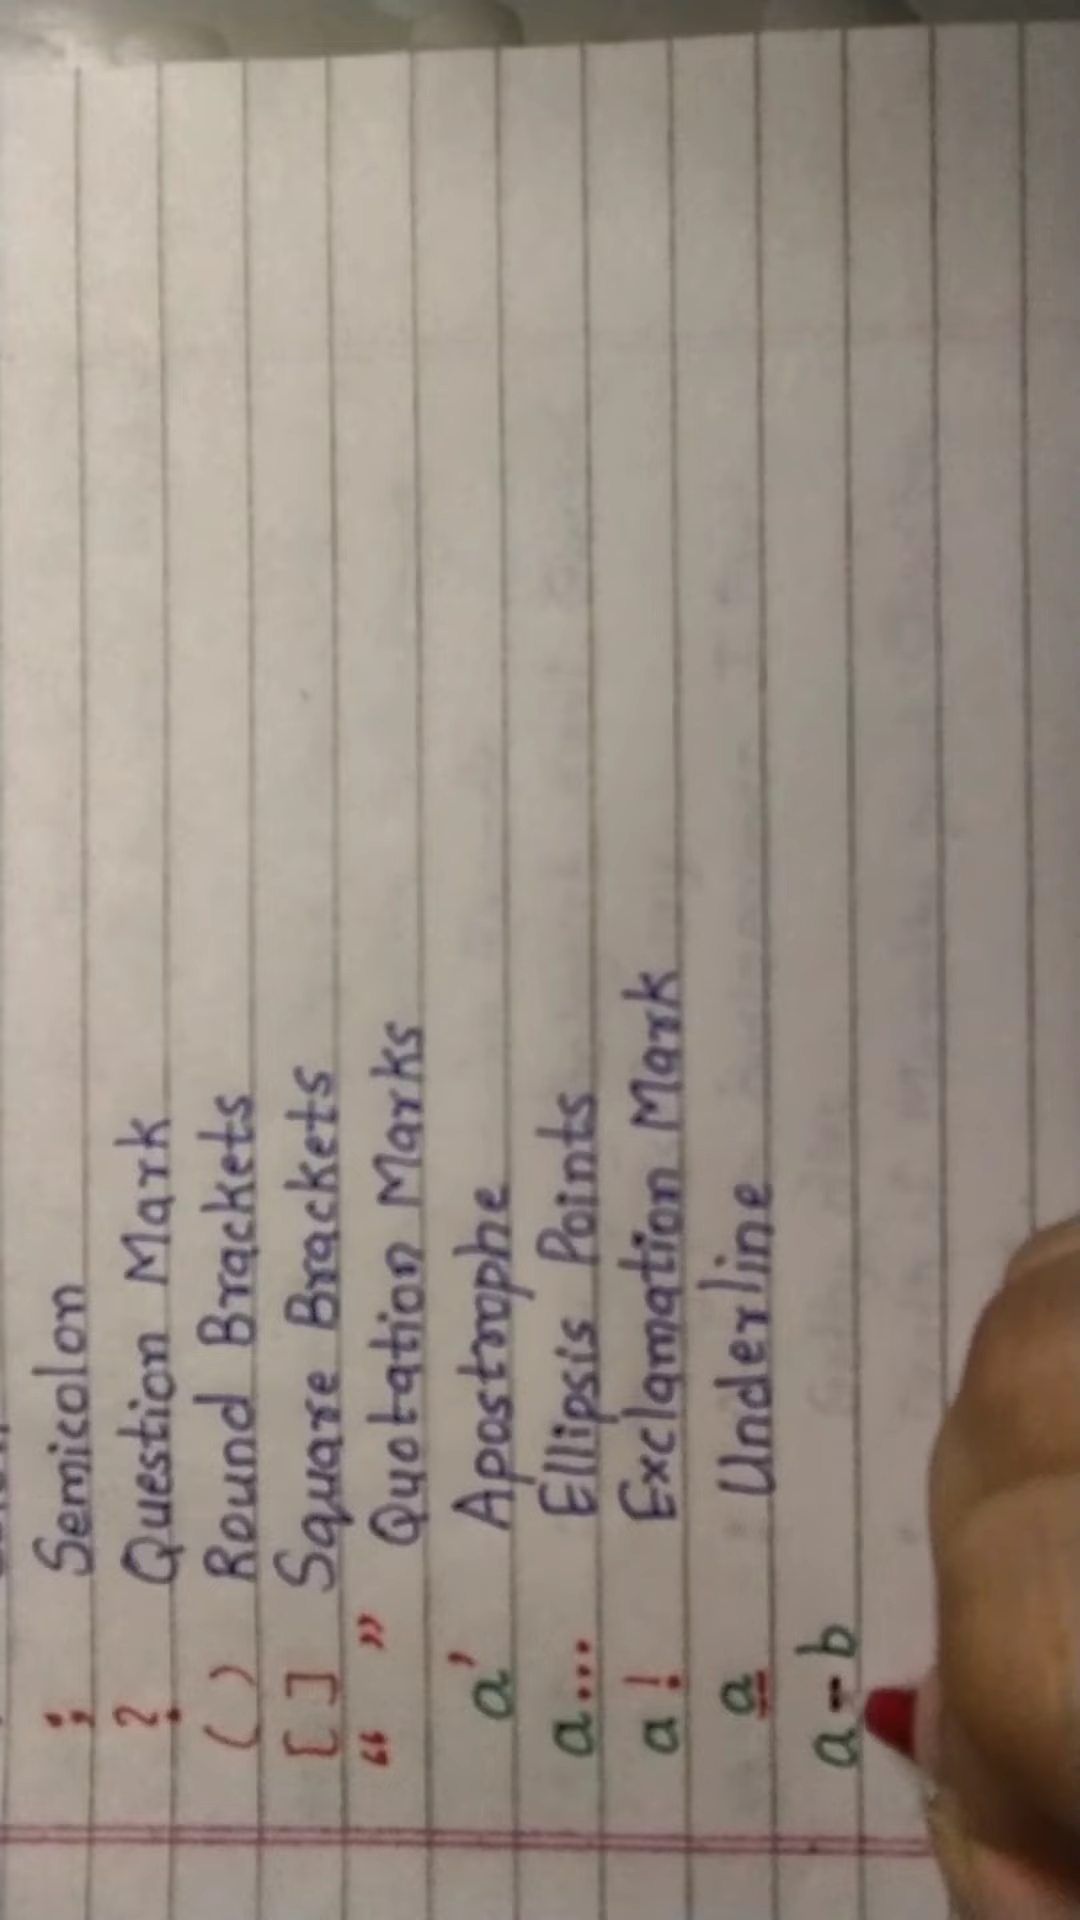 ; Semicolon
? Question Mark
( ) Round Brackets
[ ] Square Brackets
“ ” Quotation Marks
a' Apostrophe
a... Ellipsis Points
a ! Exclamation Mark
a Underline
a - b